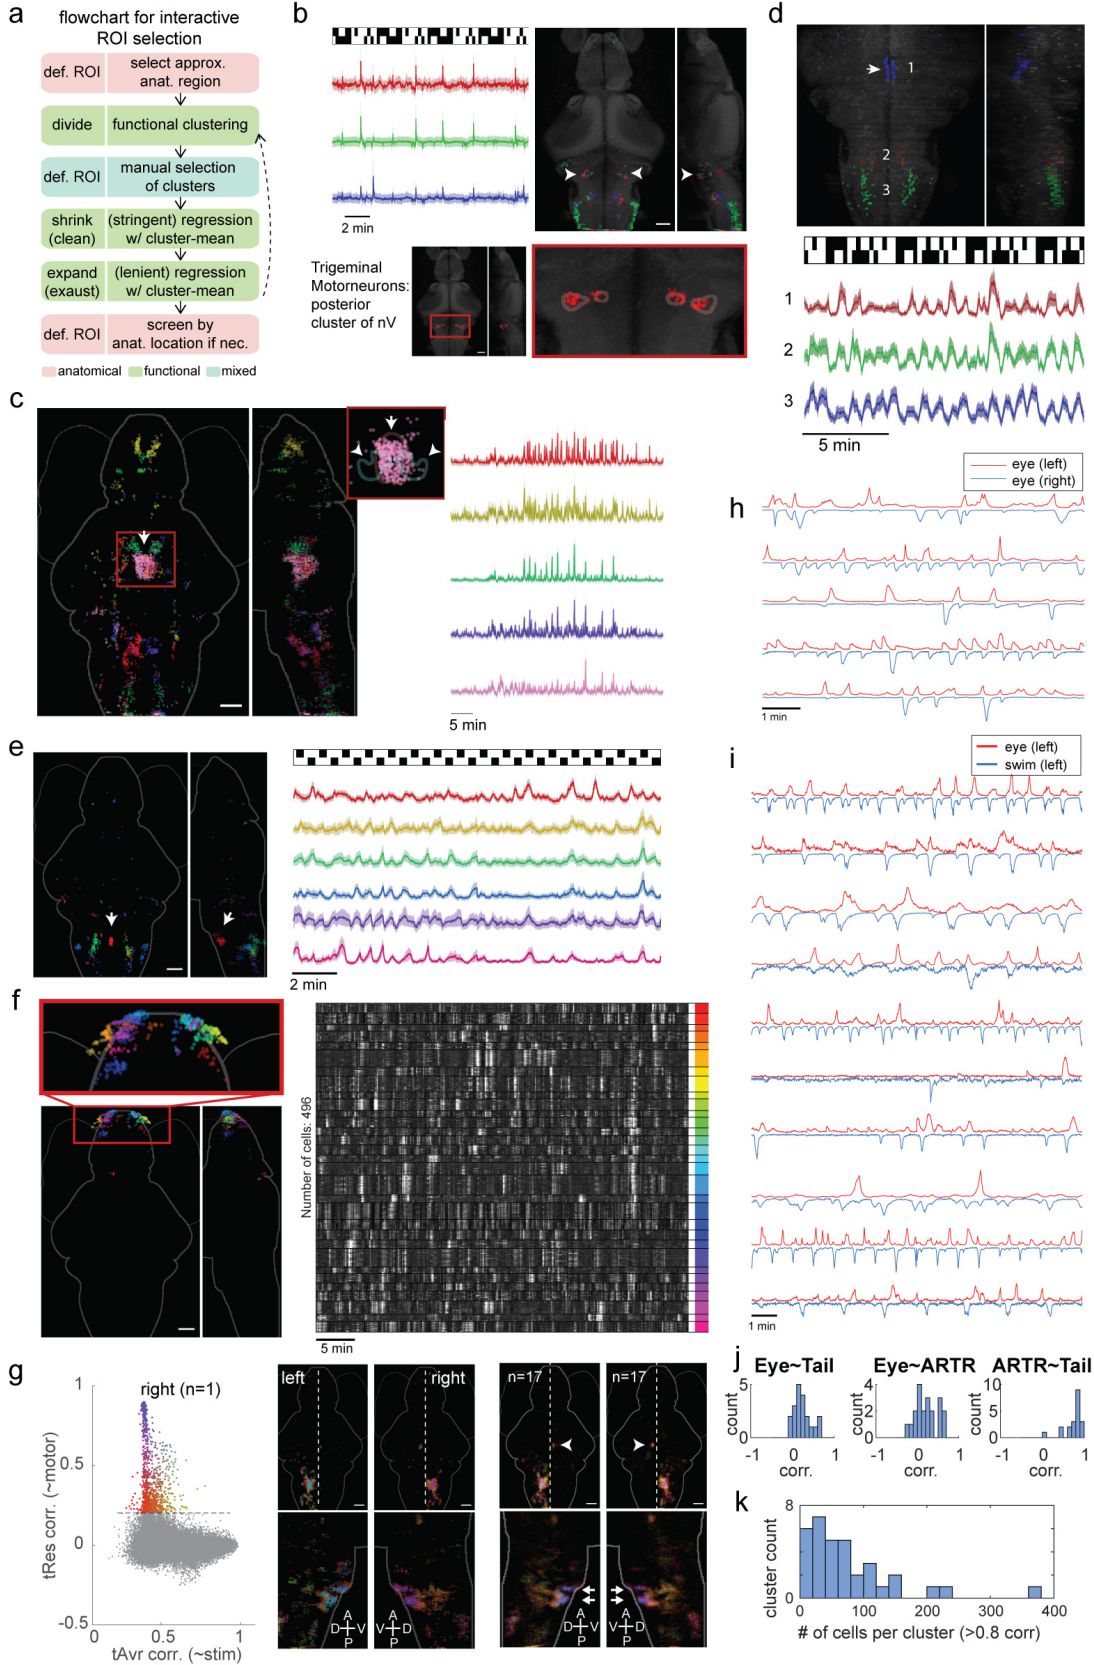 a
flowchart for interactive
ROI selection
def. ROI
select approx.
anat. region
divide
functional clustering
def. ROI
manual selection
of clusters
shrink
(clean)
(stringent) regression
w/ cluster-mean
expand
(exaust)
(lenient) regression
w/ cluster-mean
def. ROI
screen by
anat. location if nec.
anatomical
functional
mixed
b
2 min
Trigeminal
Motorneurons:
posterior
cluster of nV
c
5 min
d
1
2
3
1
2
3
5 min
e
2 min
f
Number of cells: 496
5 min
g
right (n=1)
1
0.5
0
-0.5
tRes corr. (~motor)
0
0.5
1
tAvr corr. (~stim)
left
right
n=17
n=17
A
D
V
P
A
V
D
P
A
D
V
P
A
V
D
P
h
eye (left)
eye (right)
1 min
i
eye (left)
swim (left)
1 min
j
Eye~Tail
5
0
count
-1
0
1
corr.
Eye~ARTR
4
2
0
count
-1
0
1
corr.
ARTR~Tail
10
5
0
count
-1
0
1
corr.
k
8
0
cluster count
0
100
200
300
400
# of cells per cluster (>0.8 corr)